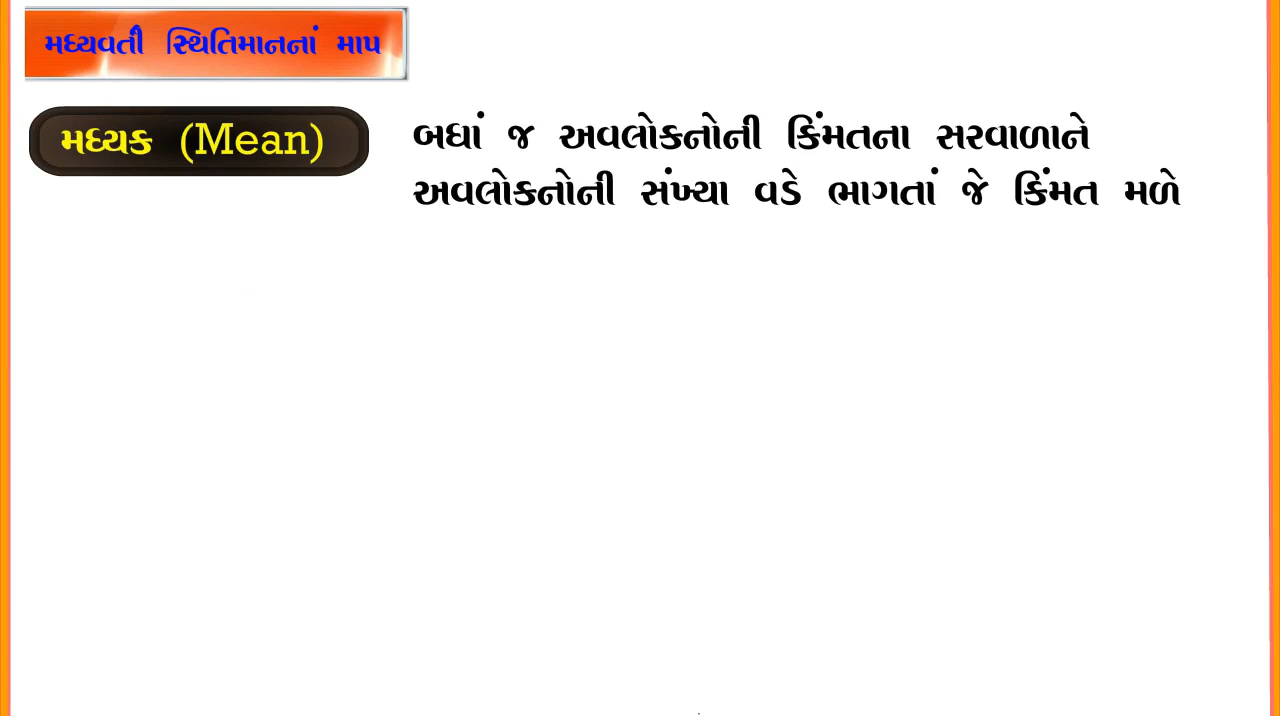 મધ્યવર્તી સ્થિતિમાનનાં માપ
મધ્યક (Mean)
બધાં જ અવલોકનોની કિંમતના સરવાળાને
અવલોકનોની સંખ્યા વડે ભાગતાં જે કિંમત મળે